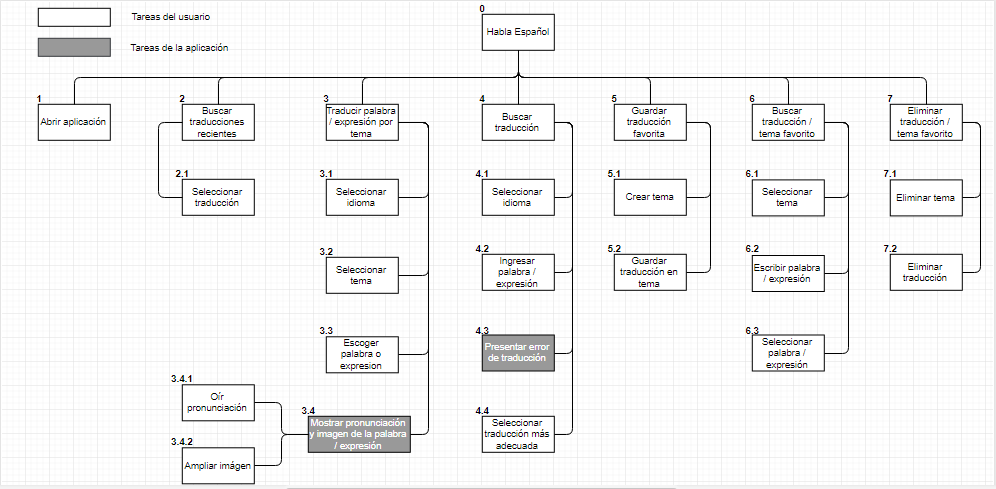 Tareas del usuario
Tareas de la aplicación
0
Habla Español
1
Abrir aplicación
2
Buscar
traducciones
recientes
2.1
Seleccionar
traducción
3
Traducir palabra
/ expresión por
tema
3.1
Seleccionar
idioma
3.2
Seleccionar
tema
3.3
Escoger
palabra o
expresion
3.4
Mostrar pronunciación
y imagen de la palabra
/ expresión
3.4.1
Oír
pronunciación
3.4.2
Ampliar imágen
4
Buscar
traducción
4.1
Seleccionar
idioma
4.2
Ingresar
palabra /
expresión
4,3
Presentar error
de traducción
4.4
Seleccionar
traducción más
adecuada
5
Guardar
traducción
favorita
5.1
Crear tema
5.2
Guardar
traducción en
tema
6
Buscar
traducción /
tema favorito
6.1
Seleccionar
tema
6.2
Escribir palabra
/ expresión
6,3
Seleccionar
palabra /
expresión
7
Eliminar
traducción /
tema favorito
7.1
Eliminar tema
7.2
Eliminar
traducción